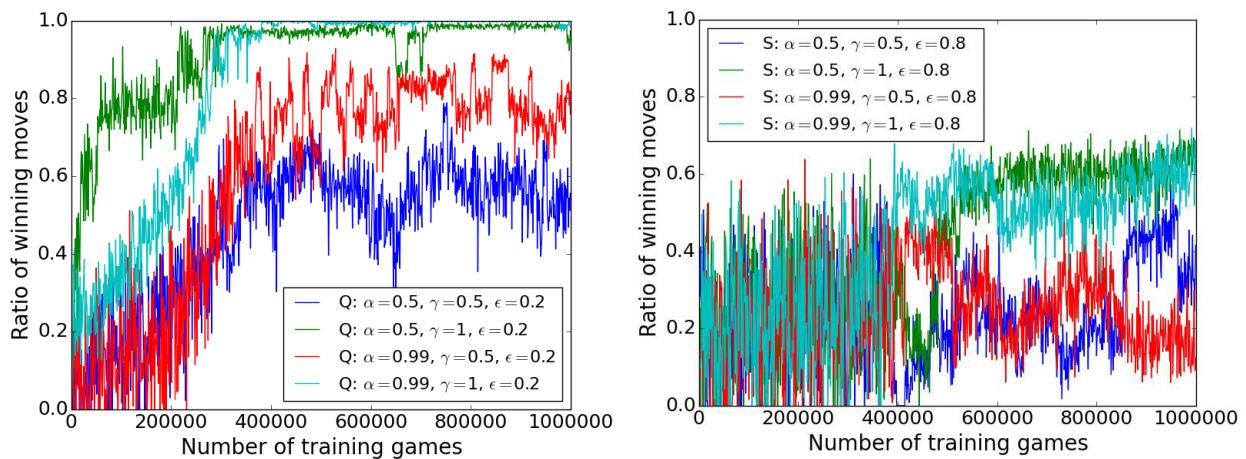 1.0
0.8
0.6
0.4
0.2
0.0
Ratio of winning moves
0 200000 400000 600000 800000 1000000
Number of training games
Q: α=0.5, γ=0.5, ϵ=0.2
Q: α=0.5, γ=1, ϵ=0.2
Q: α=0.99, γ=0.5, ϵ=0.2
Q: α=0.99, γ=1, ϵ=0.2
1.0
0.8
0.6
0.4
0.2
0.0
Ratio of winning moves
0 200000 400000 600000 800000 1000000
Number of training games
S: α=0.5, γ=0.5, ϵ=0.8
S: α=0.5, γ=1, ϵ=0.8
S: α=0.99, γ=0.5, ϵ=0.8
S: α=0.99, γ=1, ϵ=0.8